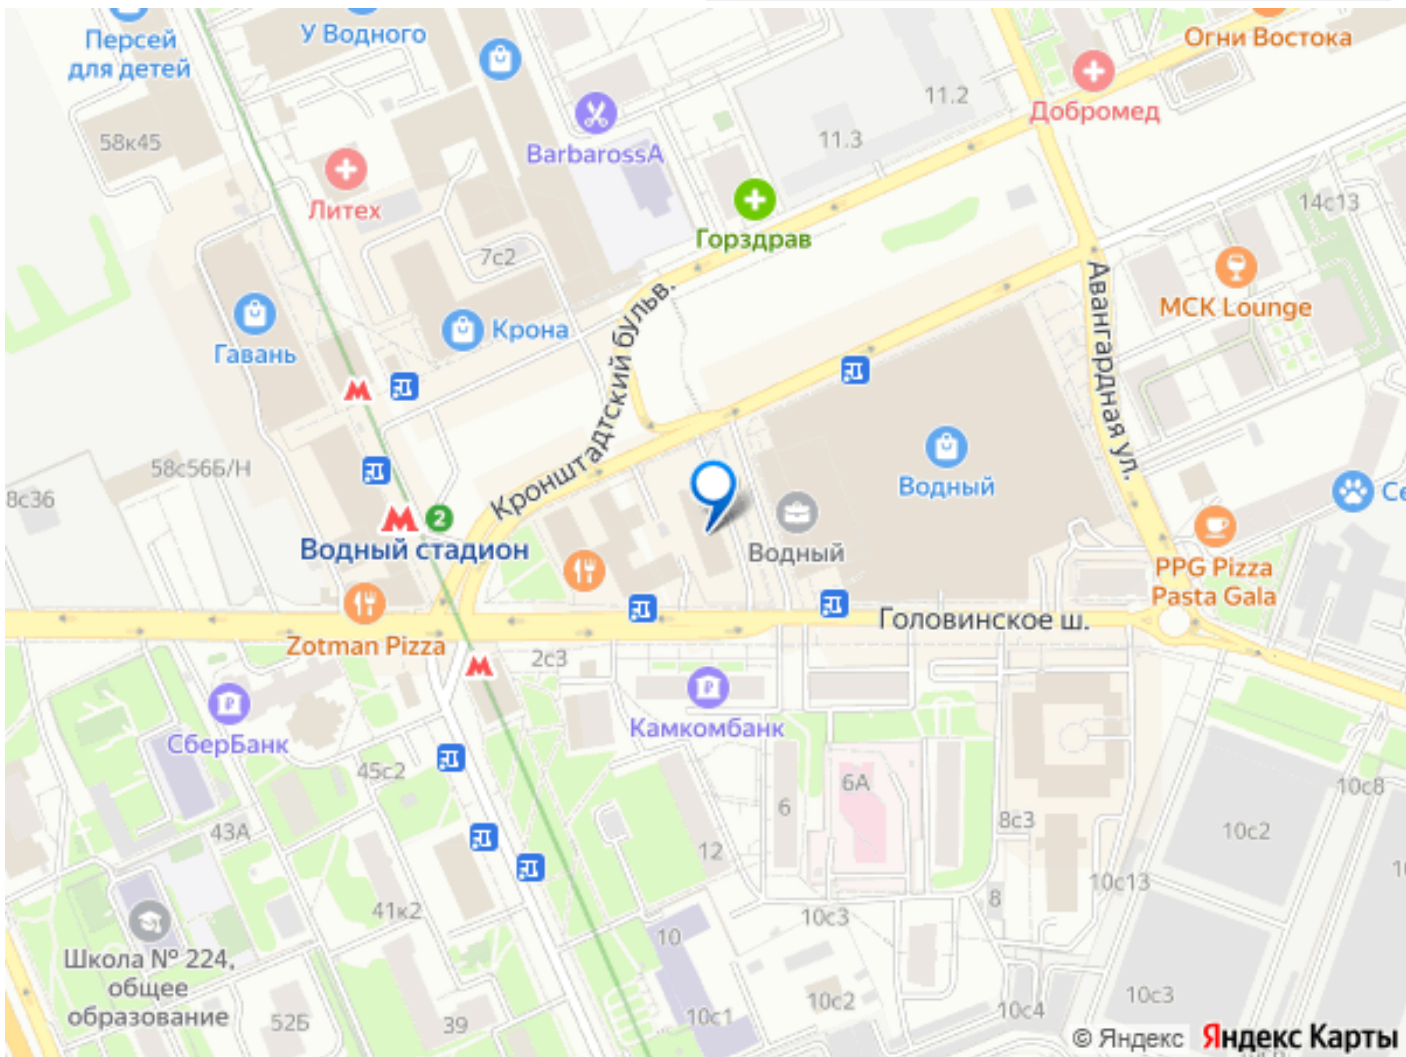 Персей
для детей
У Водного
Огни Востока
11.2
Добромед
58к45
BarbarossA
11.3
Литех
14с13
Горздрав
7с2
Гавань
Крона
Кронштадтский бульв.
Авангардная ул.
MCK Lounge
58с56Б/Н
8с36
Водный
Се
2
Водный стадион
Водный
PPG Pizza
Pasta Gala
Головинское ш.
Zotman Pizza
2с3
СберБанк
Камкомбанк
45с2
6А
6
10с8
43А
8с3
10с2
12
10с13
41к2
8
10с3
10
Школа № 224,
общее
образование
52Б
39
10с1
10с2
10с4
10с3
© Яндекс
Яндекс Карты